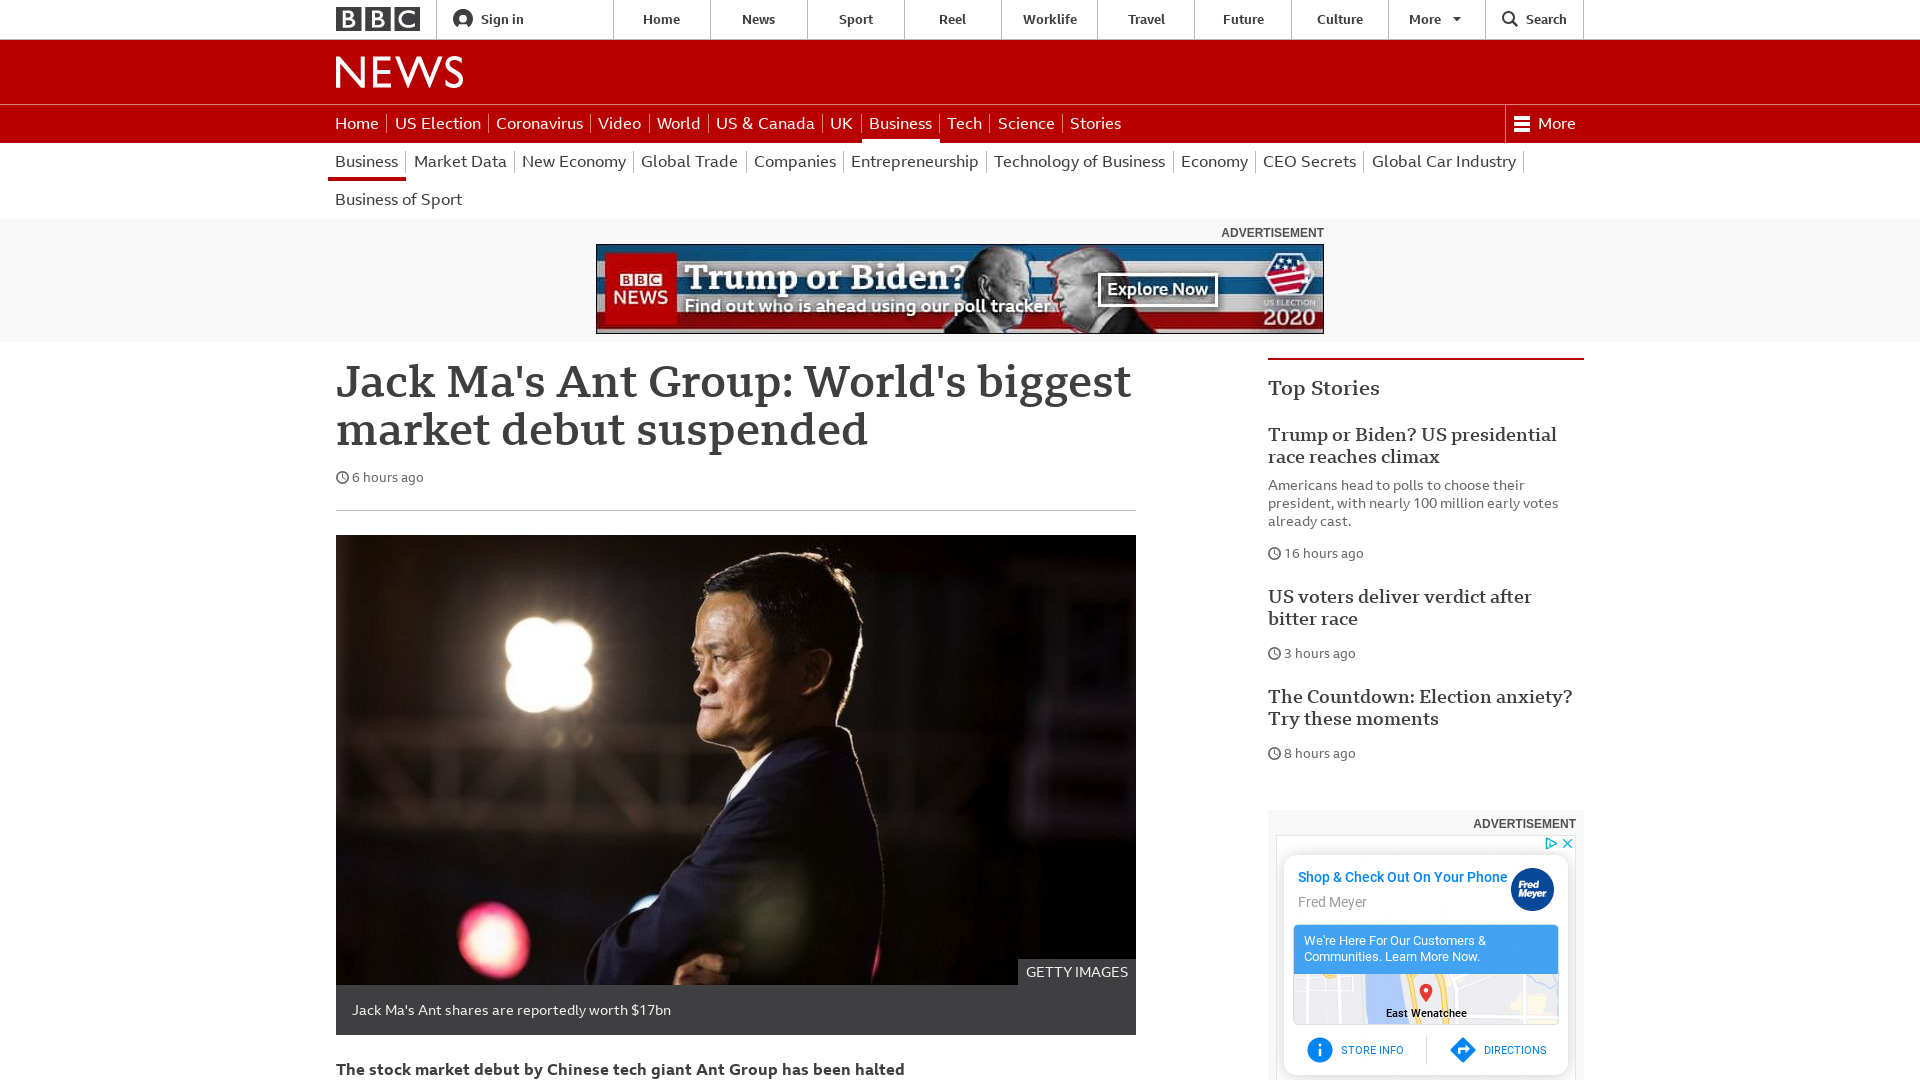 BBC
Sign in
Home
News
Sport
Reel
Worklife
Travel
Future
Culture
More
Search
NEWS
Home
US Election
Coronavirus
Video
World
US & Canada
UK
Business
Tech
Science
Stories
More
Business
Market Data
New Economy
Global Trade
Companies
Entrepreneurship
Technology of Business
Economy
CEO Secrets
Global Car Industry
Business of Sport
ADVERTISEMENT
BBC
NEWS
Trump or Biden?
Find out who is ahead using our poll tracker
Explore Now
US ELECTION
2020
Jack Ma's Ant Group: World's biggest
market debut suspended
6 hours ago
GETTY IMAGES
Jack Ma's Ant shares are reportedly worth $17bn
The stock market debut by Chinese tech giant Ant Group has been halted
Top Stories
Trump or Biden? US presidential
race reaches climax
Americans head to polls to choose their
president, with nearly 100 million early votes
already cast.
16 hours ago
US voters deliver verdict after
bitter race
3 hours ago
The Countdown: Election anxiety?
Try these moments
8 hours ago
ADVERTISEMENT
Shop & Check Out On Your Phone
Fred Meyer
Fred
Meyer
We're Here For Our Customers &
Communities. Learn More Now.
East Wenatchee
STORE INFO
DIRECTIONS